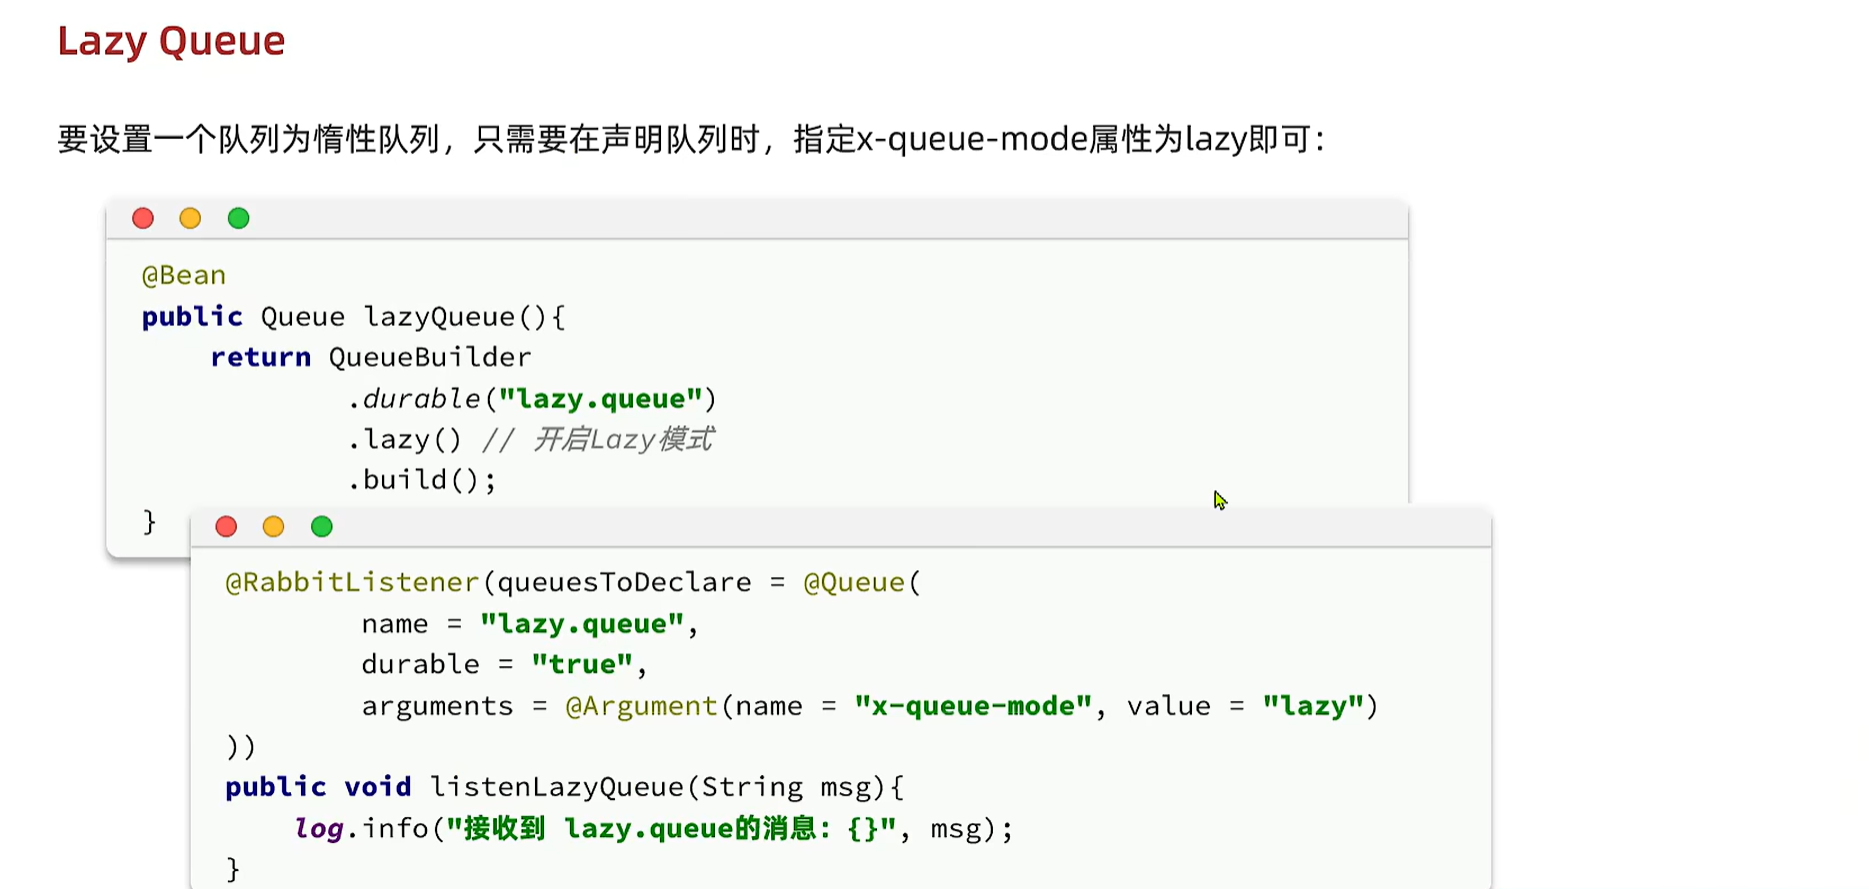 Lazy Queue
要设置一个队列为惰性队列，只需要在声明队列时，指定x-queue-mode属性为lazy即可：
@Bean
public Queue lazyQueue(){
return QueueBuilder
.durable("lazy.queue")
.lazy() // 开启Lazy模式
.build();
}
@RabbitListener(queuesToDeclare = @Queue(
name = "lazy.queue",
durable = "true",
arguments = @Argument(name = "x-queue-mode", value = "lazy")
))
public void listenLazyQueue(String msg){
log.info("接收到 lazy.queue的消息：{}", msg);
}